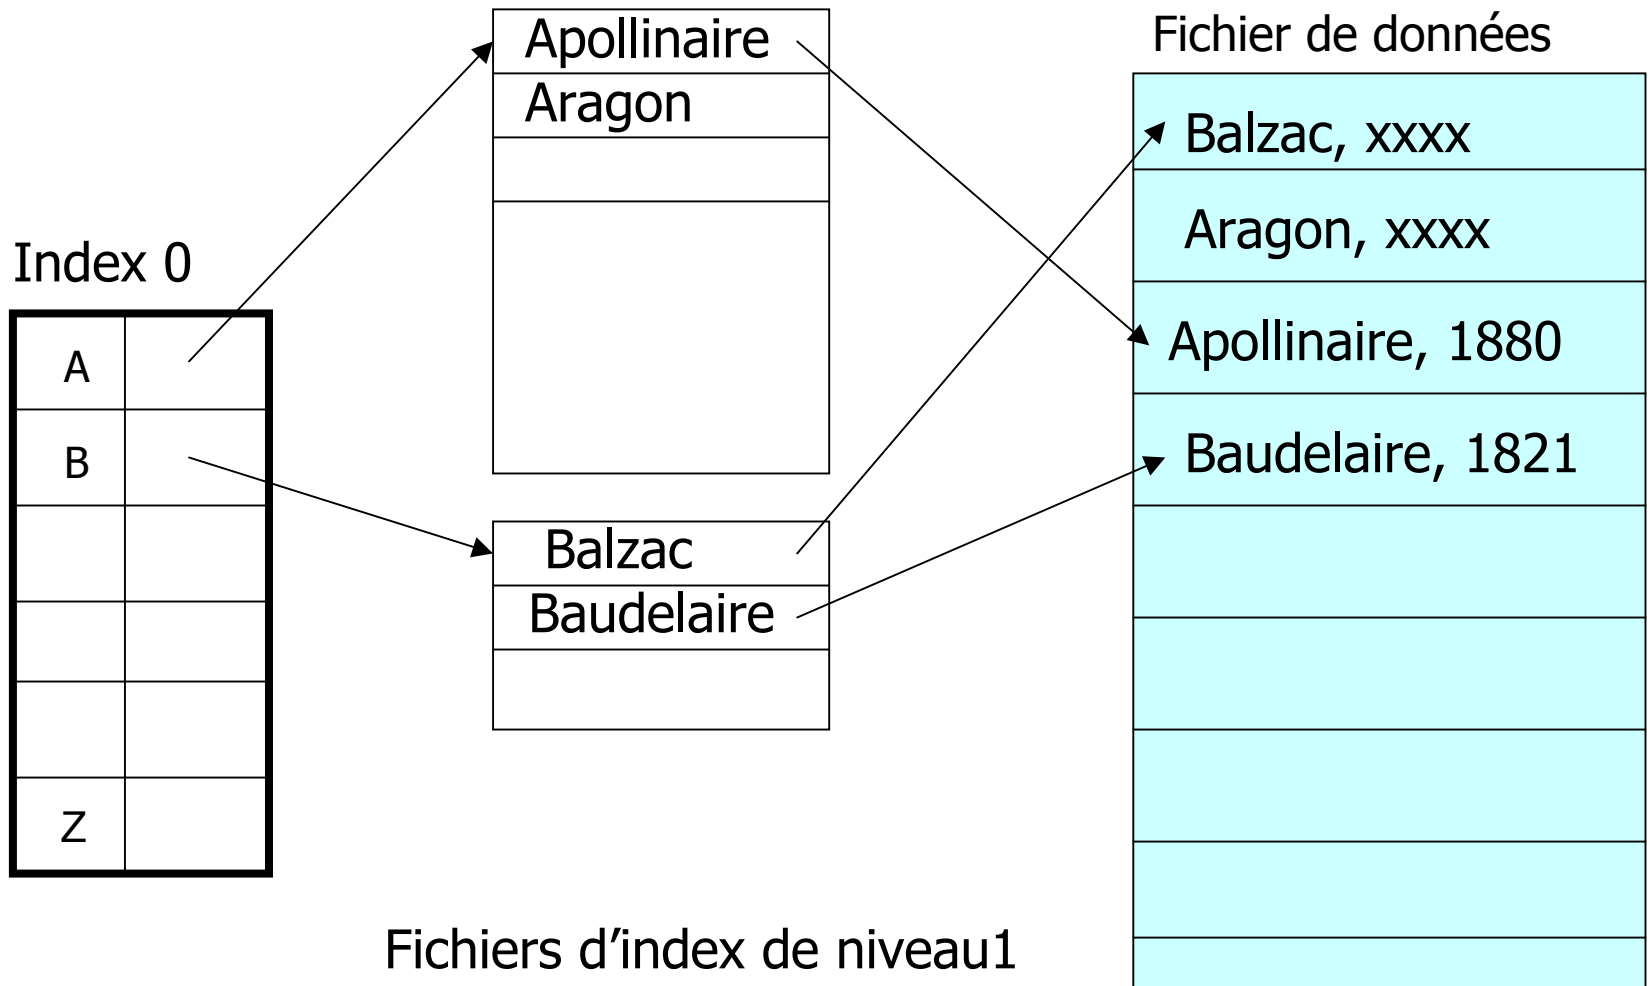 Index 0
A
B
Z
Apollinaire
Aragon
Balzac
Baudelaire
Fichiers d’index de niveau1
Fichier de données
Balzac, xxxx
Aragon, xxxx
Apollinaire, 1880
Baudelaire, 1821